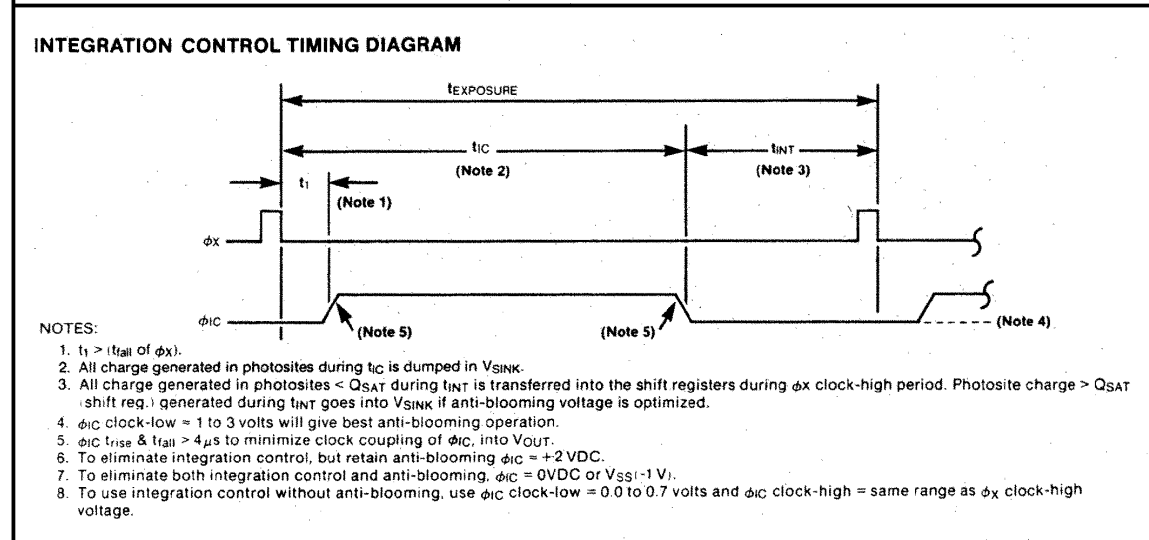 INTEGRATION CONTROL TIMING DIAGRAM
tEXPOSURE
tIC
(Note 2)
tINT
(Note 3)
t1
(Note 1)
ϕX
ϕIC
(Note 5)
(Note 5)
(Note 4)
NOTES:
1. t1 > (tfall of ϕX).
2. All charge generated in photosites during tIC is dumped in VSINK.
3. All charge generated in photosites < QSAT during tINT is transferred into the shift registers during ϕX clock-high period. Photosite charge > QSAT
(shift reg.) generated during tINT goes into VSINK if anti-blooming voltage is optimized.
4. ϕIC clock-low ≈ 1 to 3 volts will give best anti-blooming operation.
5. ϕIC trise & tfall > 4μs to minimize clock coupling of ϕIC, into VOUT.
6. To eliminate integration control, but retain anti-blooming ϕIC ≈ +2 VDC.
7. To eliminate both integration control and anti-blooming, ϕIC = 0VDC or VSS(-1 V).
8. To use integration control without anti-blooming, use ϕIC clock-low = 0.0 to 0.7 volts and ϕIC clock-high = same range as ϕX clock-high
voltage.